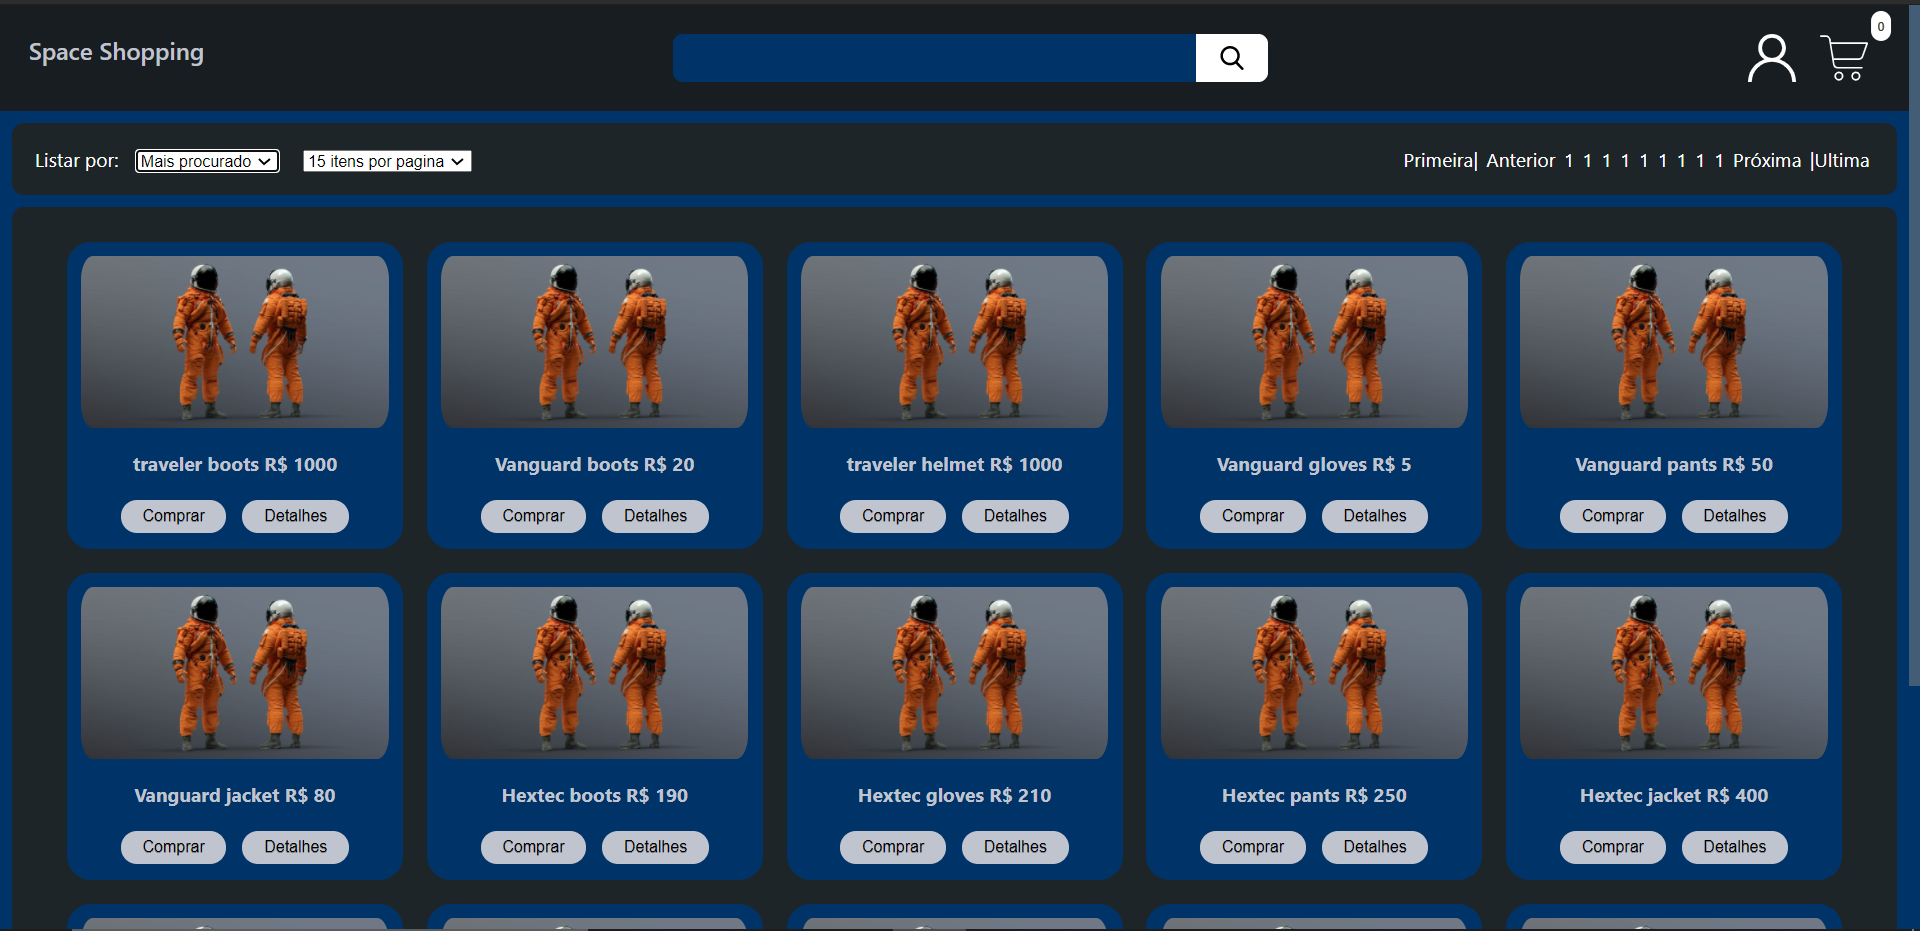 Space Shopping
0
Listar por: Mais procurado 15 itens por pagina Primeira| Anterior 1 1 1 1 1 1 1 1 1 Próxima |Ultima
traveler boots R$ 1000 Vanguard boots R$ 20 traveler helmet R$ 1000 Vanguard gloves R$ 5 Vanguard pants R$ 50
Comprar Detalhes Comprar Detalhes Comprar Detalhes Comprar Detalhes Comprar Detalhes
Vanguard jacket R$ 80 Hextec boots R$ 190 Hextec gloves R$ 210 Hextec pants R$ 250 Hextec jacket R$ 400
Comprar Detalhes Comprar Detalhes Comprar Detalhes Comprar Detalhes Comprar Detalhes